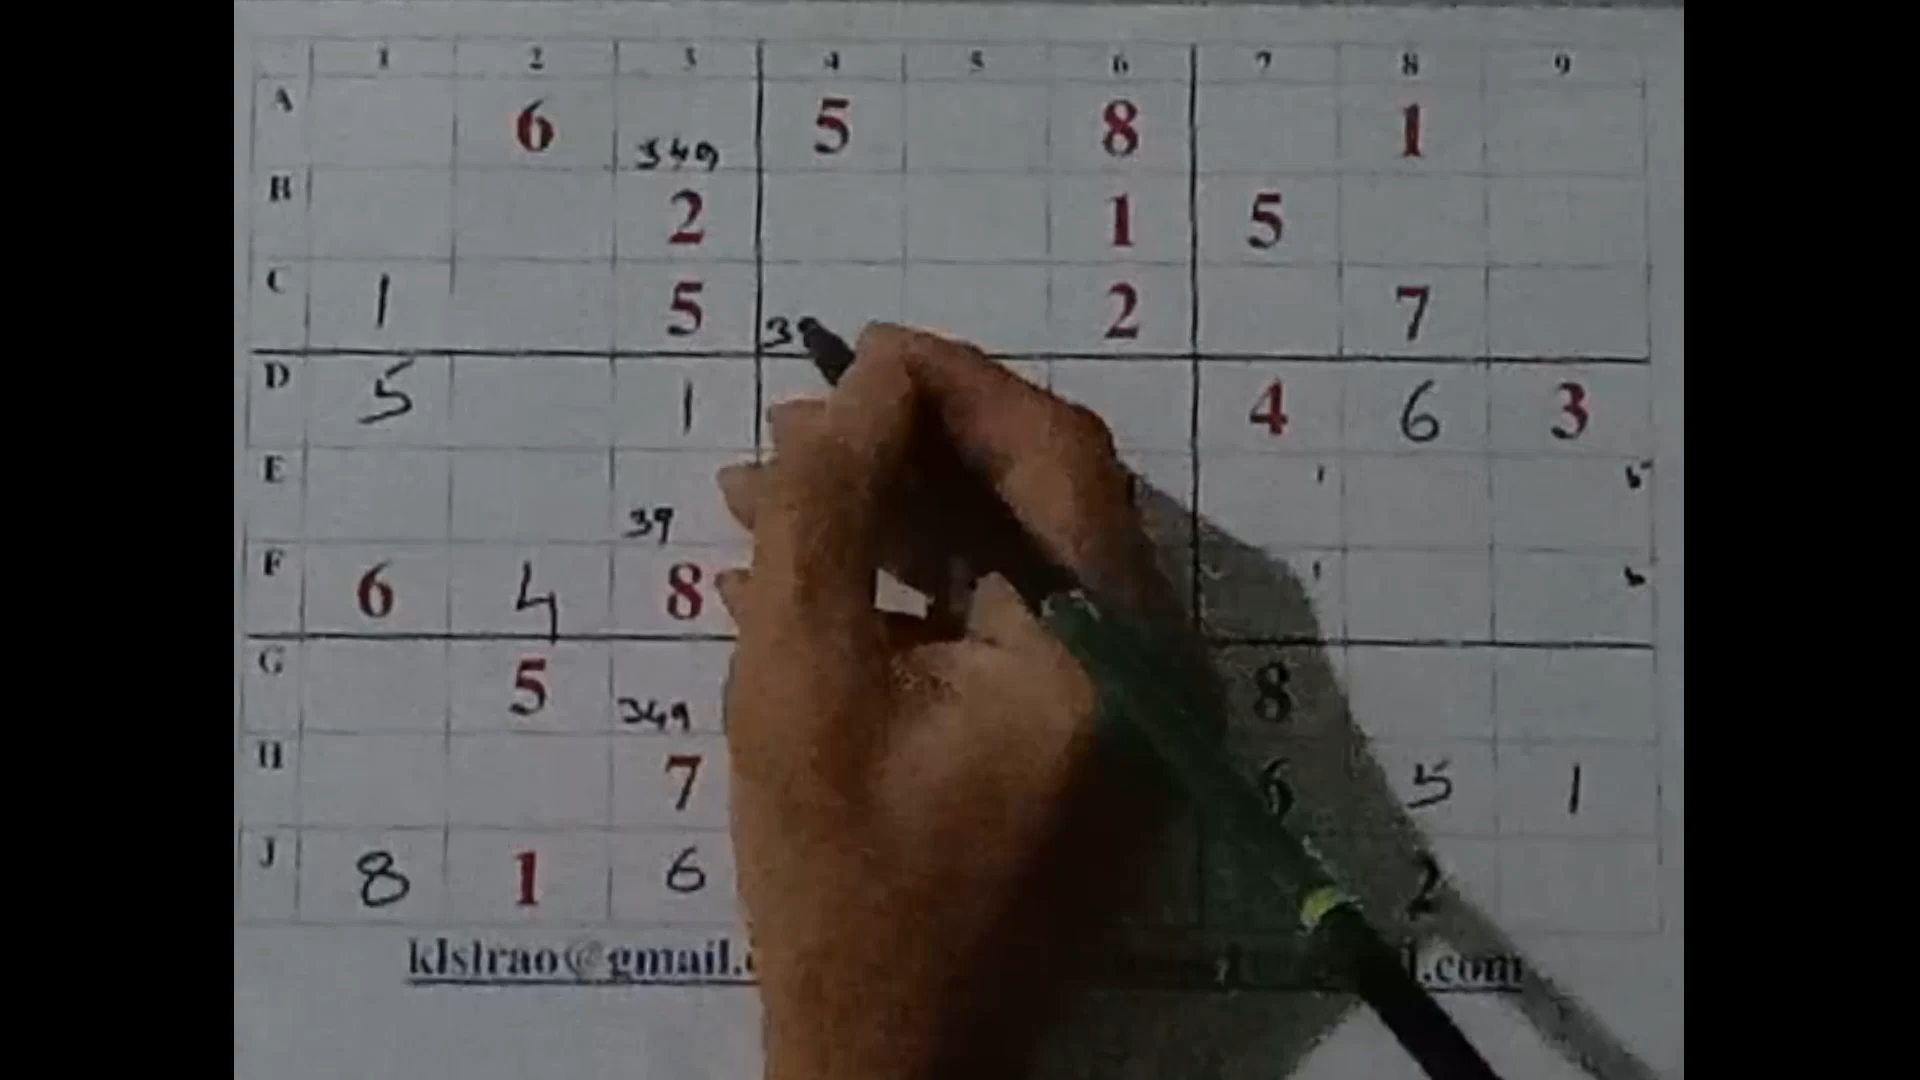 1 2 3 4 5 6 7 8 9
A 6 5 8 1
349
B 2 1 5
C 1 5 2 7
39
D 5 1 4 6 3
E
39
F 6 4 8
G 5 8
349
H 7 6 5 1
J 8 1 6 2
klslrao@gmail. l.com